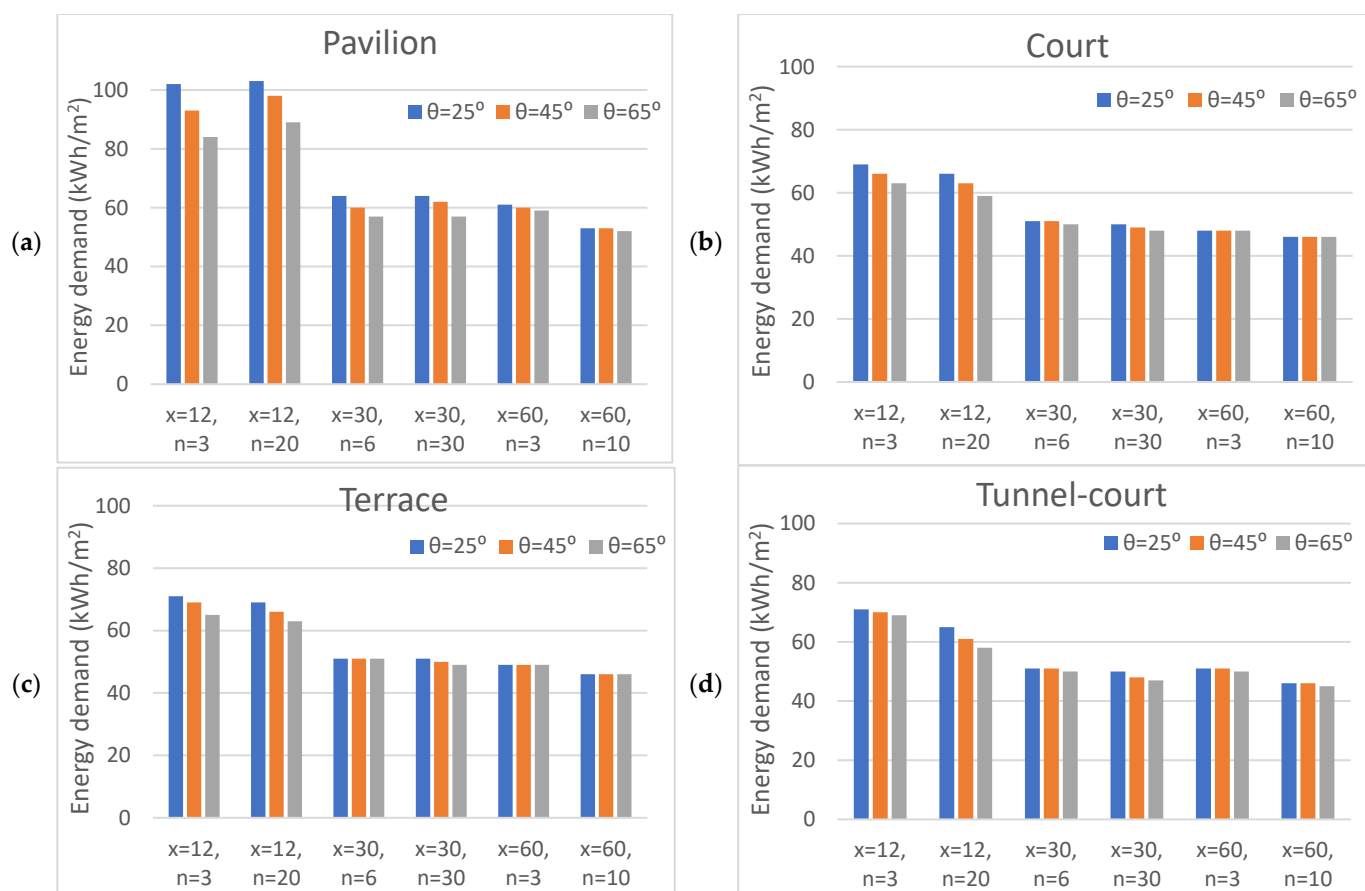 Pavilion
Energy demand (kWh/m²)
100
80
60
40
20
0
θ=25º θ=45º θ=65º
x=12, x=12, x=30, x=30, x=60, x=60,
n=3 n=20 n=6 n=30 n=3 n=10
(a)
Court
Energy demand (kWh/m²)
100
80
60
40
20
0
θ=25º θ=45º θ=65º
x=12, x=12, x=30, x=30, x=60, x=60,
n=3 n=20 n=6 n=30 n=3 n=10
(b)
Terrace
Energy demand (kWh/m²)
100
80
60
40
20
0
θ=25º θ=45º θ=65º
x=12, x=12, x=30, x=30, x=60, x=60,
n=3 n=20 n=6 n=30 n=3 n=10
(c)
Tunnel-court
Energy demand (kWh/m²)
100
80
60
40
20
0
θ=25º θ=45º θ=65º
x=12, x=12, x=30, x=30, x=60, x=60,
n=3 n=20 n=6 n=30 n=3 n=10
(d)